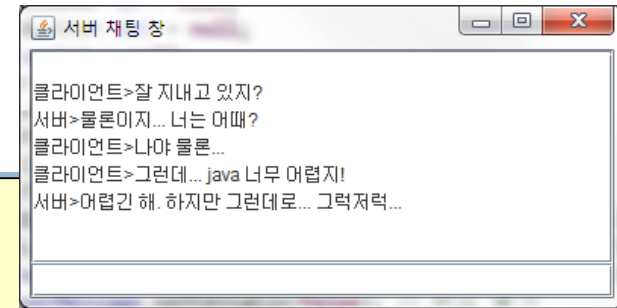 서버 채팅 창
클라이언트>잘 지내고 있지?
서버>물론이지... 너는 어때?
클라이언트>나야 물론...
클라이언트>그런데... java 너무 어렵지!
서버>어렵긴 해. 하지만 그런데로... 그럭저럭...